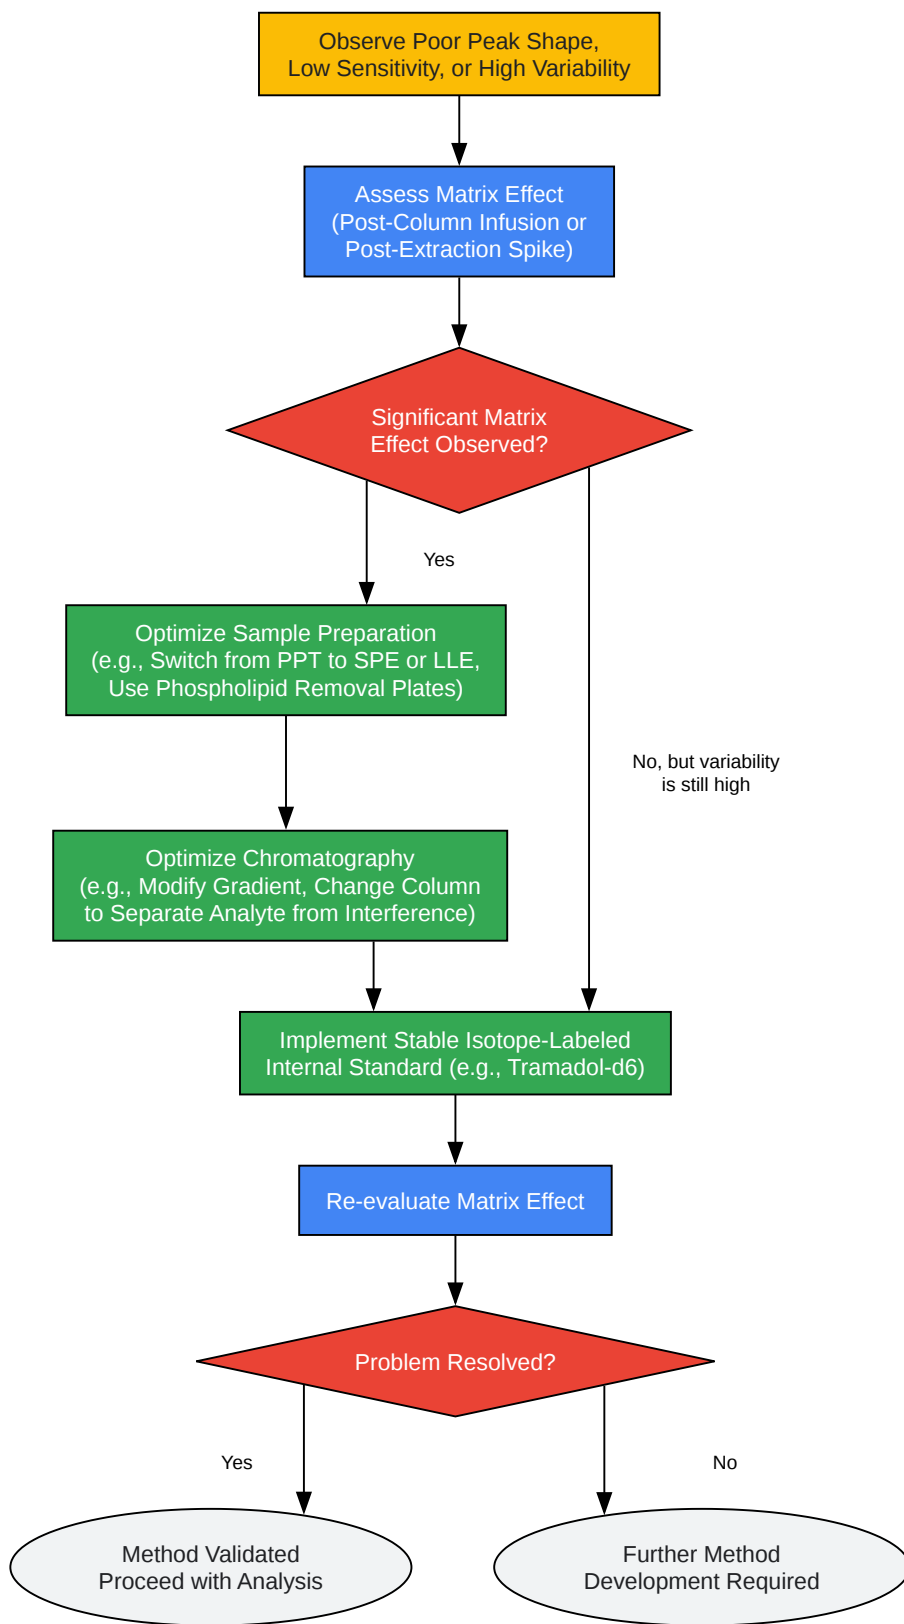 Observe Poor Peak Shape,
Low Sensitivity, or High Variability
Assess Matrix Effect
(Post-Column Infusion or
Post-Extraction Spike)
Significant Matrix
Effect Observed?
Yes
Optimize Sample Preparation
(e.g., Switch from PPT to SPE or LLE,
Use Phospholipid Removal Plates)
No, but variability
is still high
Optimize Chromatography
(e.g., Modify Gradient, Change Column
to Separate Analyte from Interference)
Implement Stable Isotope-Labeled
Internal Standard (e.g., Tramadol-d6)
Re-evaluate Matrix Effect
Problem Resolved?
Yes
No
Method Validated
Proceed with Analysis
Further Method
Development Required